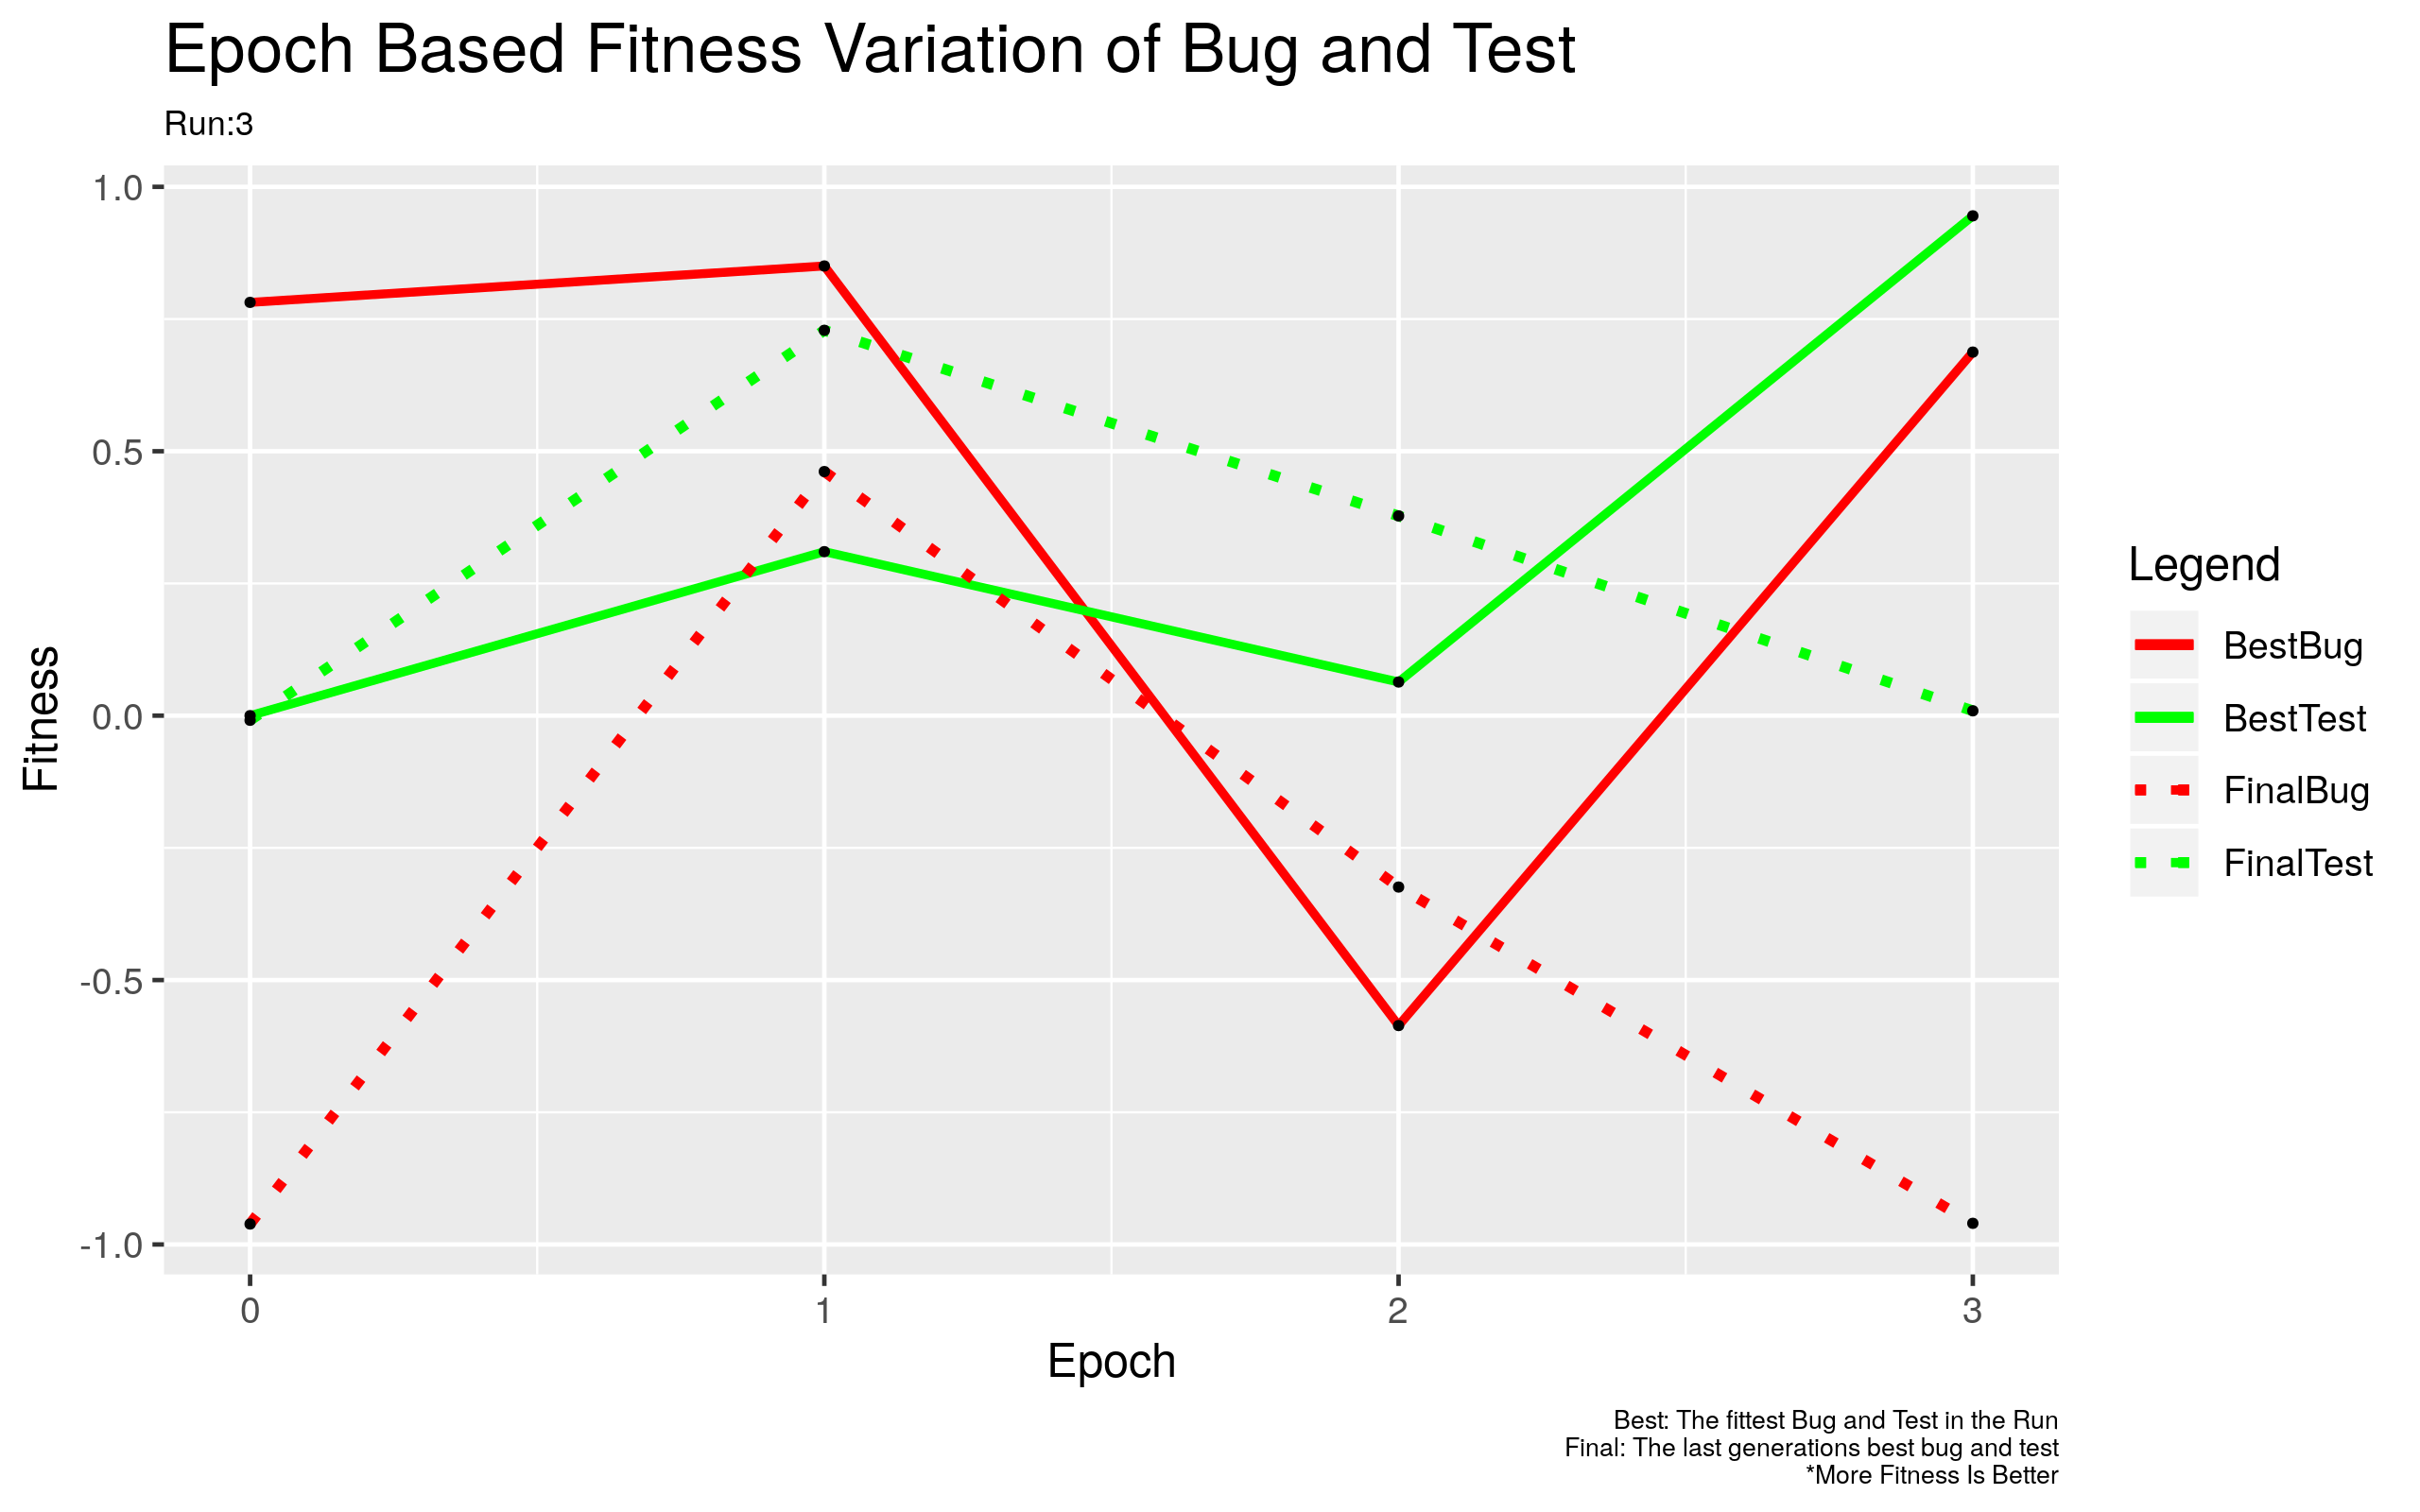 Epoch Based Fitness Variation of Bug and Test
Run:3
1.0
0.5
0.0
-0.5
-1.0
Fitness
0
1
2
3
Epoch
Legend
BestBug
BestTest
FinalBug
FinalTest
Best: The fittest Bug and Test in the Run
Final: The last generations best bug and test
*More Fitness Is Better